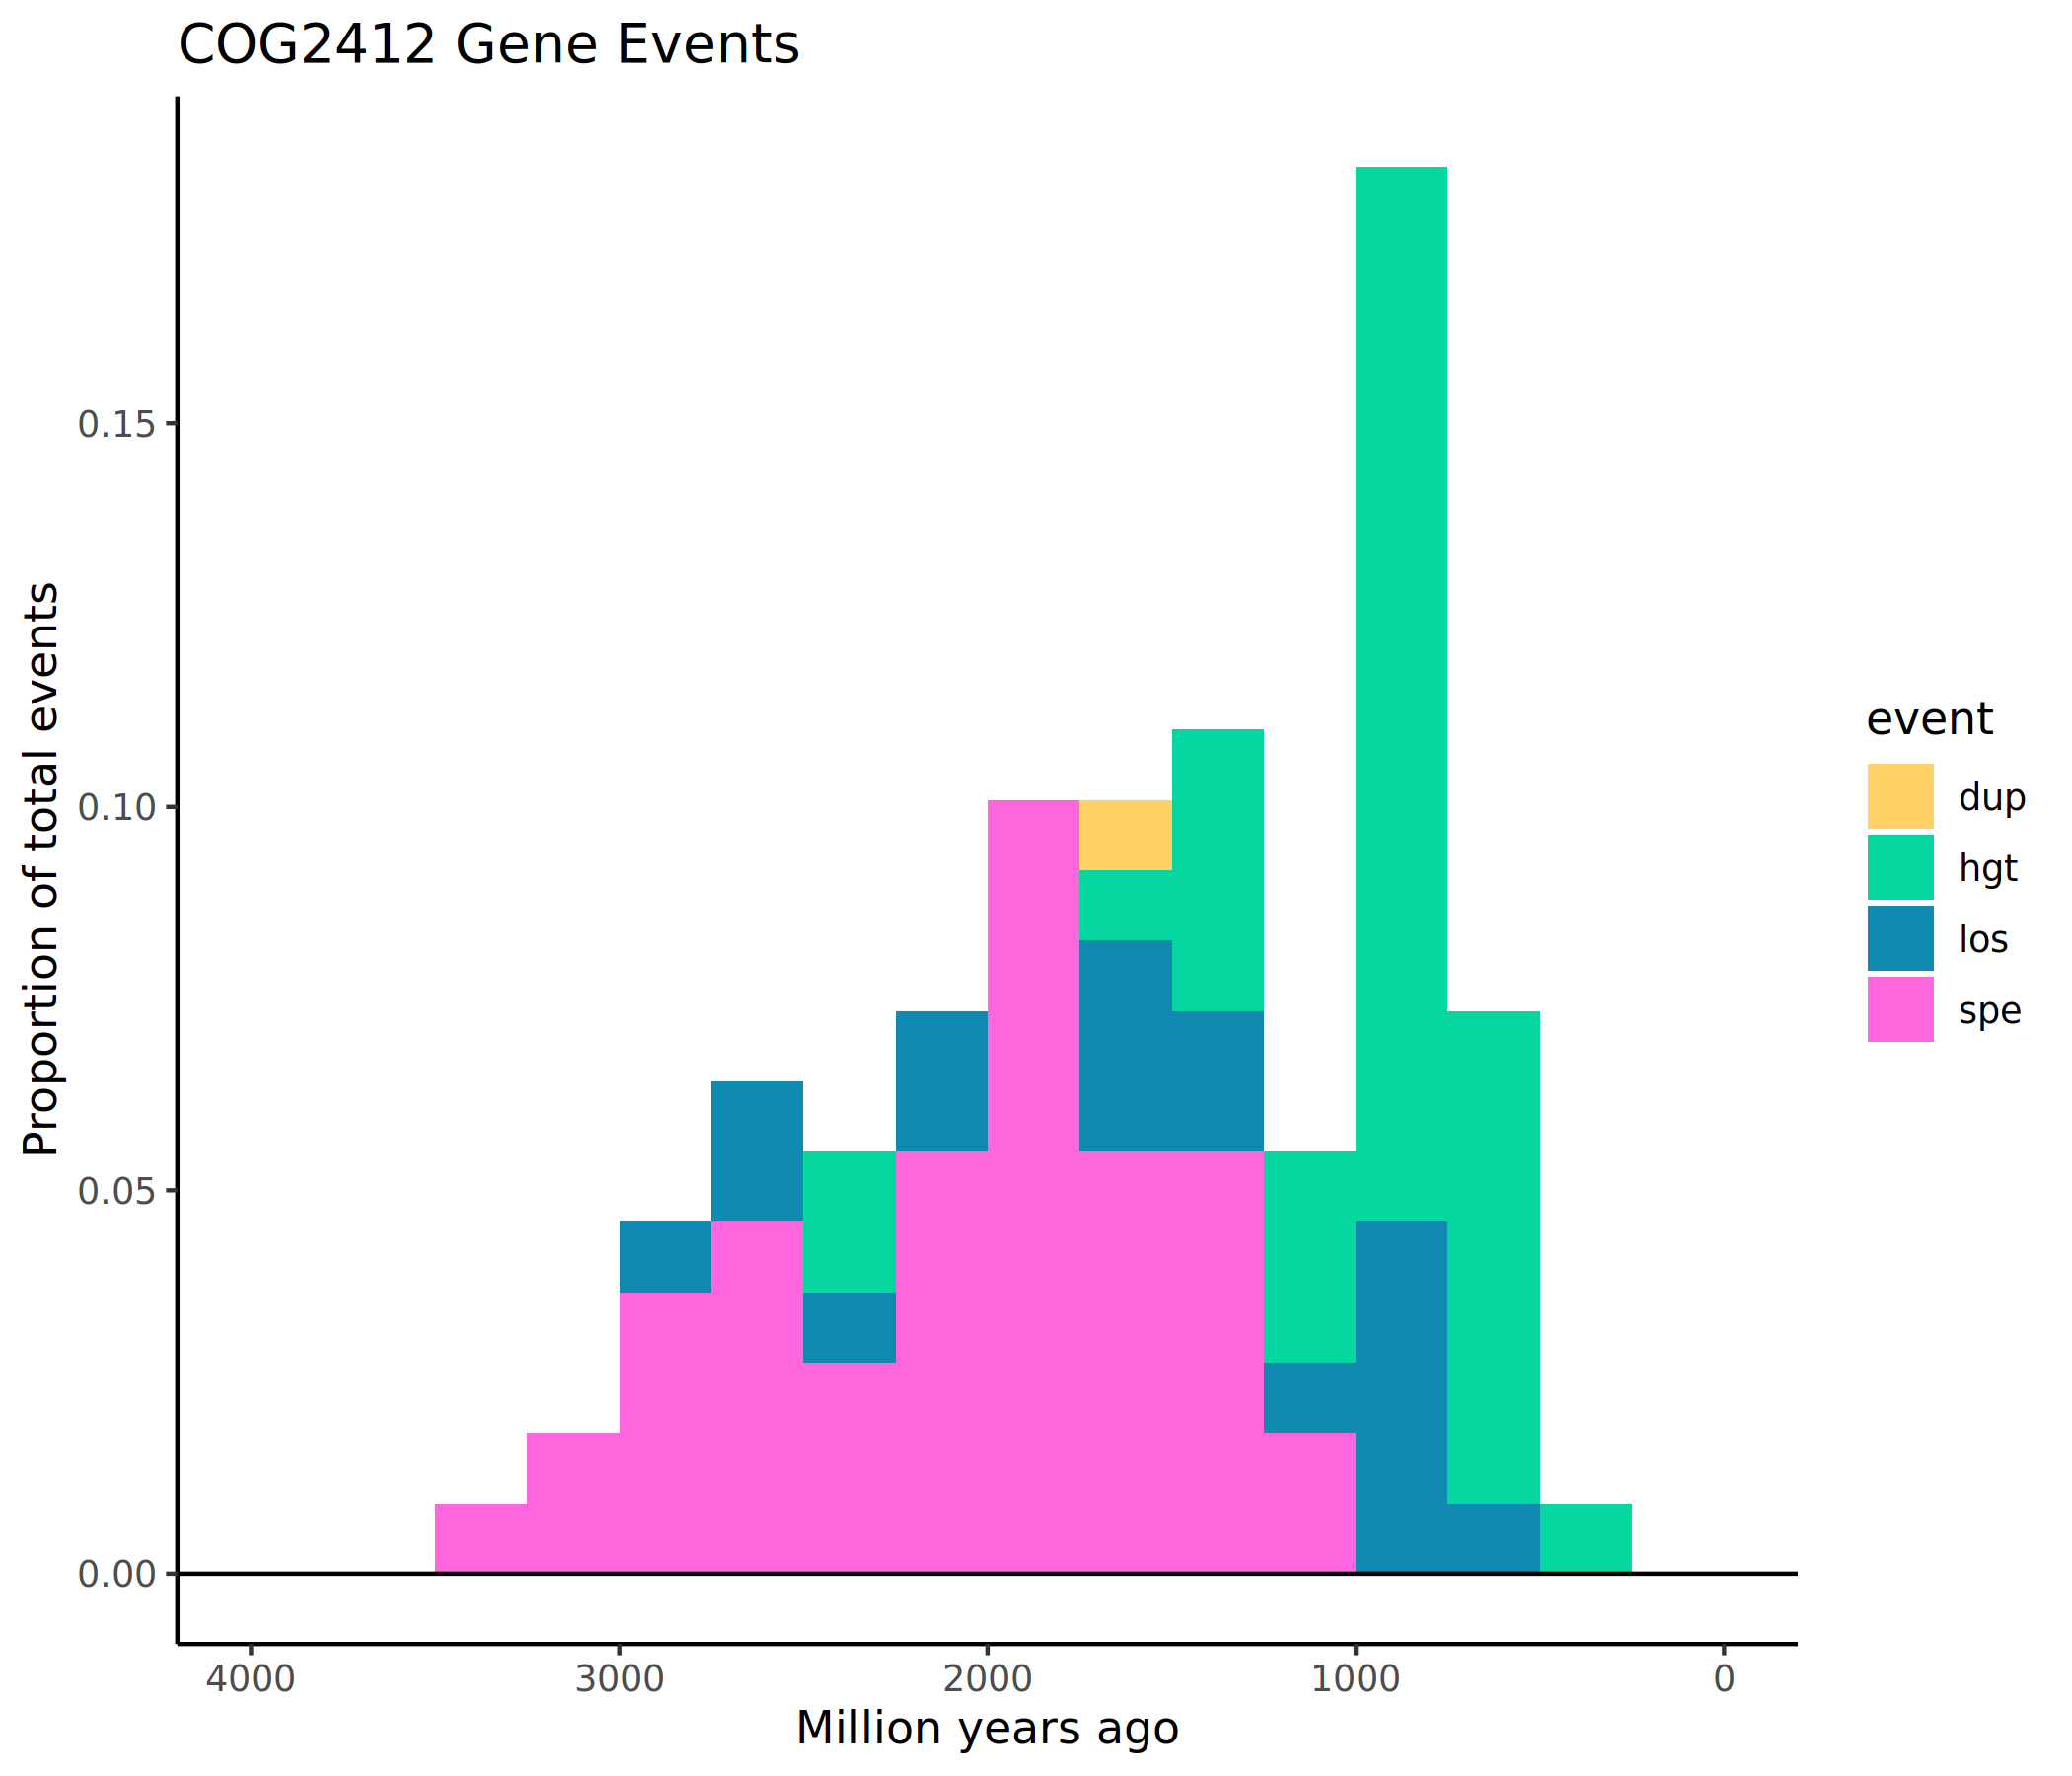 COG2412 Gene Events
Proportion of total events
0.15
0.10
0.05
0.00
4000 3000 2000 1000 0
Million years ago
event
dup
hgt
los
spe